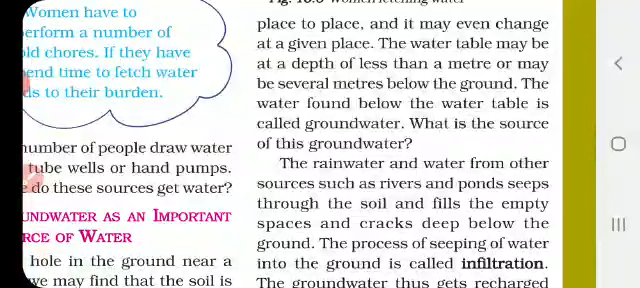 Women have to
perform a number of
old chores. If they have
end time to fetch water
ds to their burden.
number of people draw water
tube wells or hand pumps.
do these sources get water?
UNDWATER AS AN IMPORTANT
RCE OF WATER
hole in the ground near a
we may find that the soil is
Women fetching water
place to place, and it may even change
at a given place. The water table may be
at a depth of less than a metre or may
be several metres below the ground. The
water found below the water table is
called groundwater. What is the source
of this groundwater?
The rainwater and water from other
sources such as rivers and ponds seeps
through the soil and fills the empty
spaces and cracks deep below the
ground. The process of seeping of water
into the ground is called infiltration.
The groundwater thus gets recharged